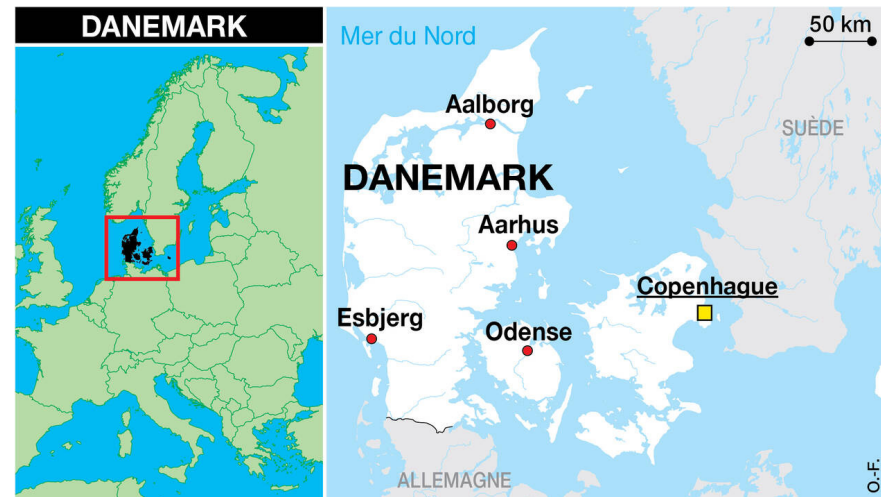 DANEMARK
Mer du Nord
50 km
Aalborg
SUÈDE
DANEMARK
Aarhus
Copenhague
Esbjerg
Odense
ALLEMAGNE
O.-F.